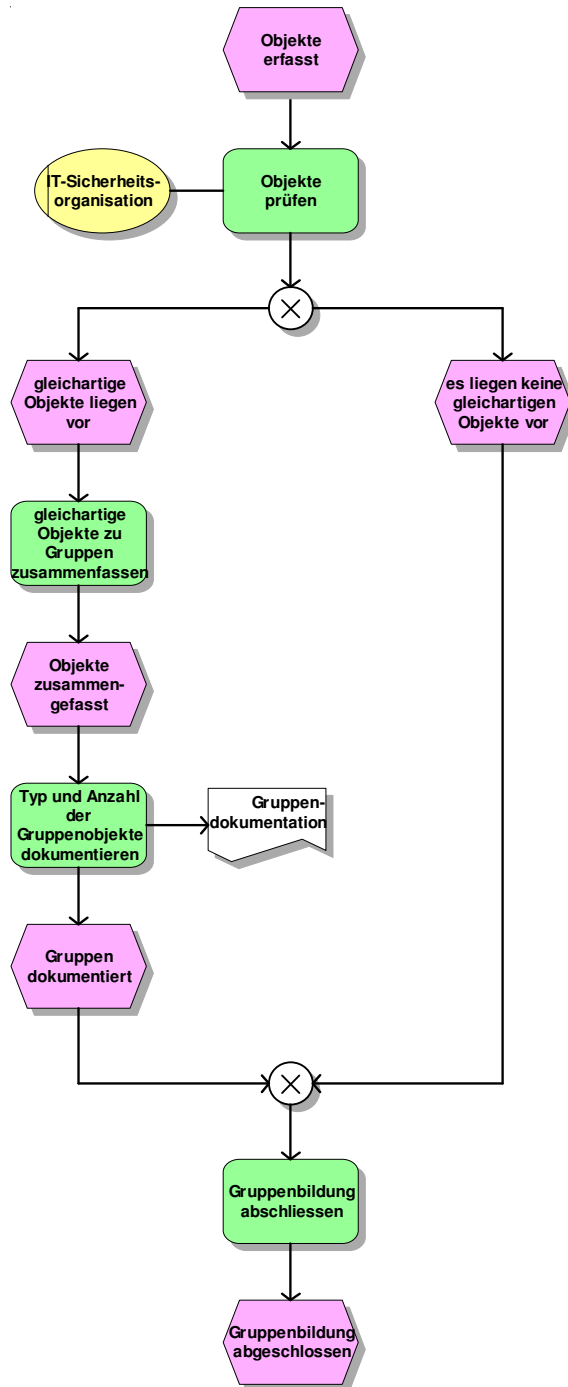 Objekte
erfasst
IT-Sicherheits-
organisation
Objekte
prüfen
gleichartige
Objekte liegen
vor
es liegen keine
gleichartigen
Objekte vor
gleichartige
Objekte zu
Gruppen
zusammenfassen
Objekte
zusammen-
gefasst
Typ und Anzahl
der
Gruppenobjekte
dokumentieren
Gruppen-
dokumentation
Gruppen
dokumentiert
Gruppenbildung
abschliessen
Gruppenbildung
abgeschlossen